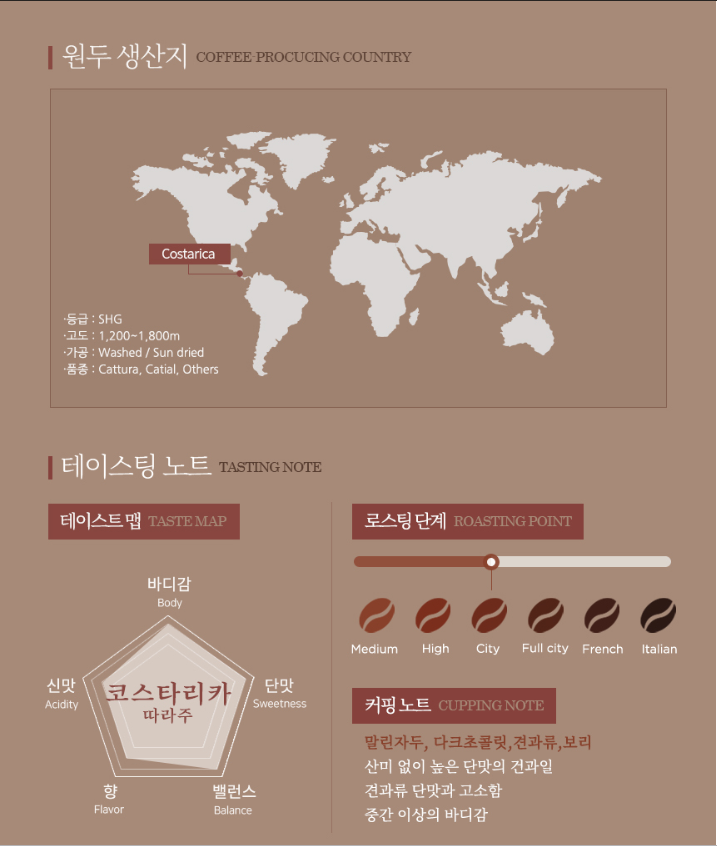 원두 생산지 COFFEE-PROCUCING COUNTRY
Costarica
·등급 : SHG
·고도 : 1,200~1,800m
·가공 : Washed / Sun dried
·품종 : Cattura, Catial, Others
테이스팅 노트 TASTING NOTE
테이스트 맵 TASTE MAP
바디감
Body
신맛
Acidity
단맛
Sweetness
코스타리카
따라주
향
Flavor
밸런스
Balance
로스팅 단계 ROASTING POINT
Medium High City Full city French Italian
커핑 노트 CUPPING NOTE
말린자두, 다크초콜릿,견과류,보리
산미 없이 높은 단맛의 건과일
견과류 단맛과 고소함
중간 이상의 바디감